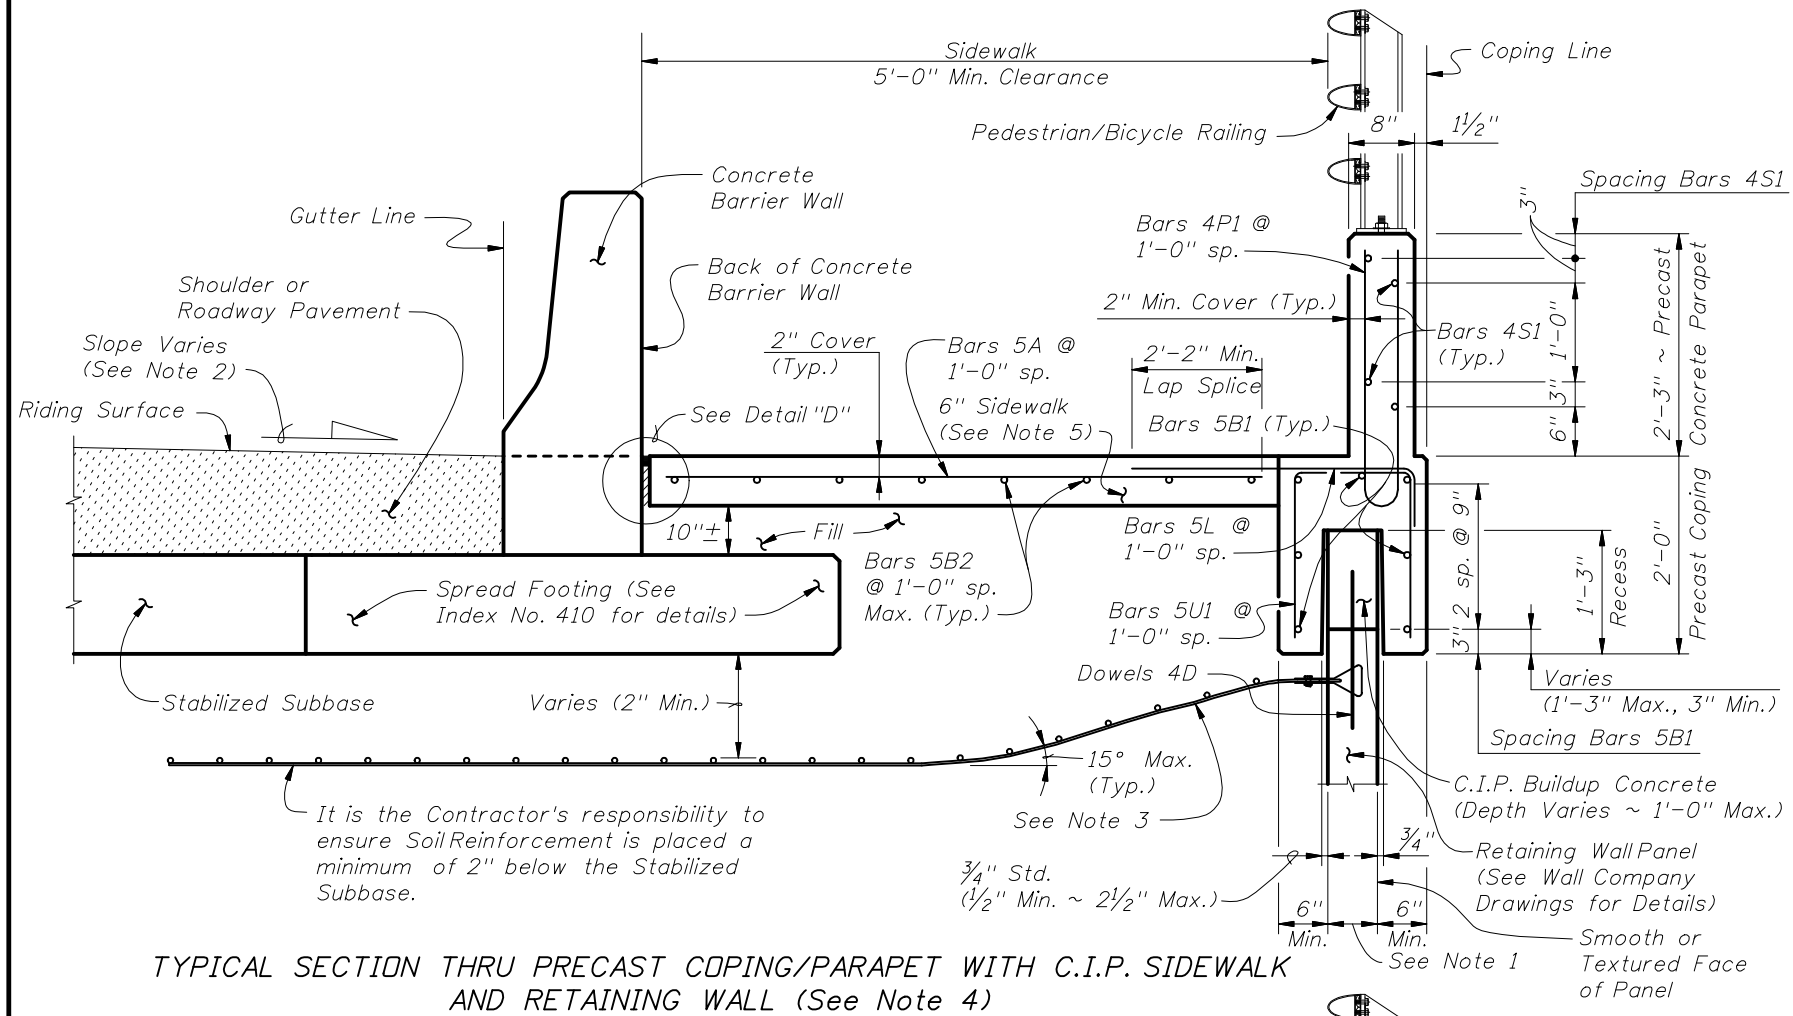 Sidewalk
5'-0" Min. Clearance
Coping Line
Pedestrian/Bicycle Railing
8"
1½"
Concrete
Barrier Wall
Spacing Bars 4S1
3"
Gutter Line
Bars 4P1 @
1'-0" sp.
Back of Concrete
Barrier Wall
Shoulder or
Roadway Pavement
2" Min. Cover (Typ.)
Bars 4S1
(Typ.)
1'-0"
3"
6"
2'-3" ~ Precast
Concrete Parapet
Slope Varies
(See Note 2)
2" Cover
(Typ.)
Bars 5A @
1'-0" sp.
2'-2" Min.
Lap Splice
Riding Surface
See Detail "D"
6" Sidewalk
(See Note 5)
Bars 5B1 (Typ.)
10"±
Fill
Bars 5L @
1'-0" sp.
2 sp. @ 9"
3"
1'-3"
Recess
2'-0"
Precast Coping
Bars 5B2
@ 1'-0" sp.
Max. (Typ.)
Spread Footing (See
Index No. 410 for details)
Bars 5U1 @
1'-0" sp.
Dowels 4D
Varies
(1'-3" Max., 3" Min.)
Stabilized Subbase
Varies (2" Min.)
Spacing Bars 5B1
15° Max.
(Typ.)
See Note 3
C.I.P. Buildup Concrete
(Depth Varies ~ 1'-0" Max.)
It is the Contractor's responsibility to
ensure Soil Reinforcement is placed a
minimum of 2" below the Stabilized
Subbase.
¾"
Retaining Wall Panel
(See Wall Company
Drawings for Details)
¾" Std.
(½" Min. ~ 2½" Max.)
6"
Min.
6"
Min.
See Note 1
Smooth or
Textured Face
of Panel
TYPICAL SECTION THRU PRECAST COPING/PARAPET WITH C.I.P. SIDEWALK
AND RETAINING WALL (See Note 4)